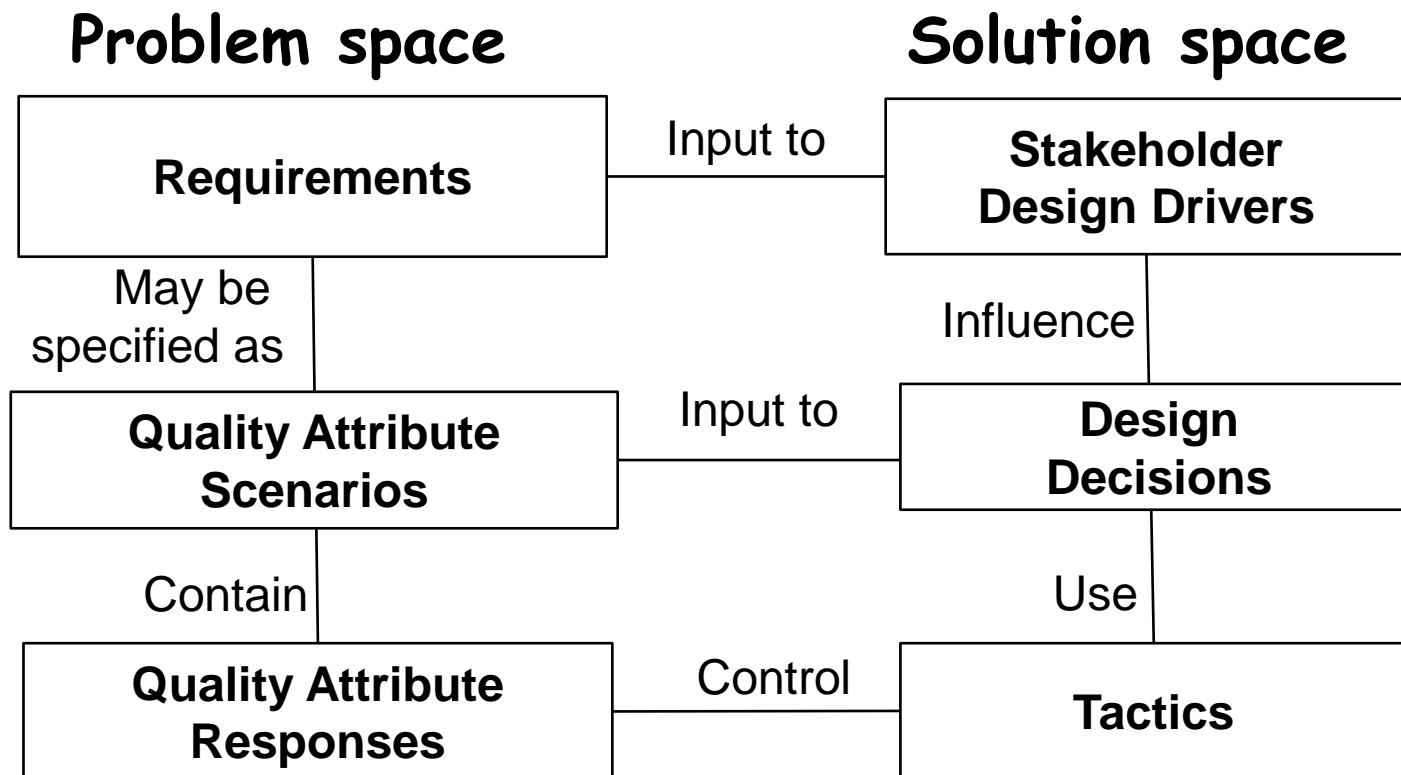 Problem space
Solution space
Requirements
Input to
Stakeholder
Design Drivers
May be
specified as
Influence
Quality Attribute
Scenarios
Input to
Design
Decisions
Contain
Use
Quality Attribute
Responses
Control
Tactics